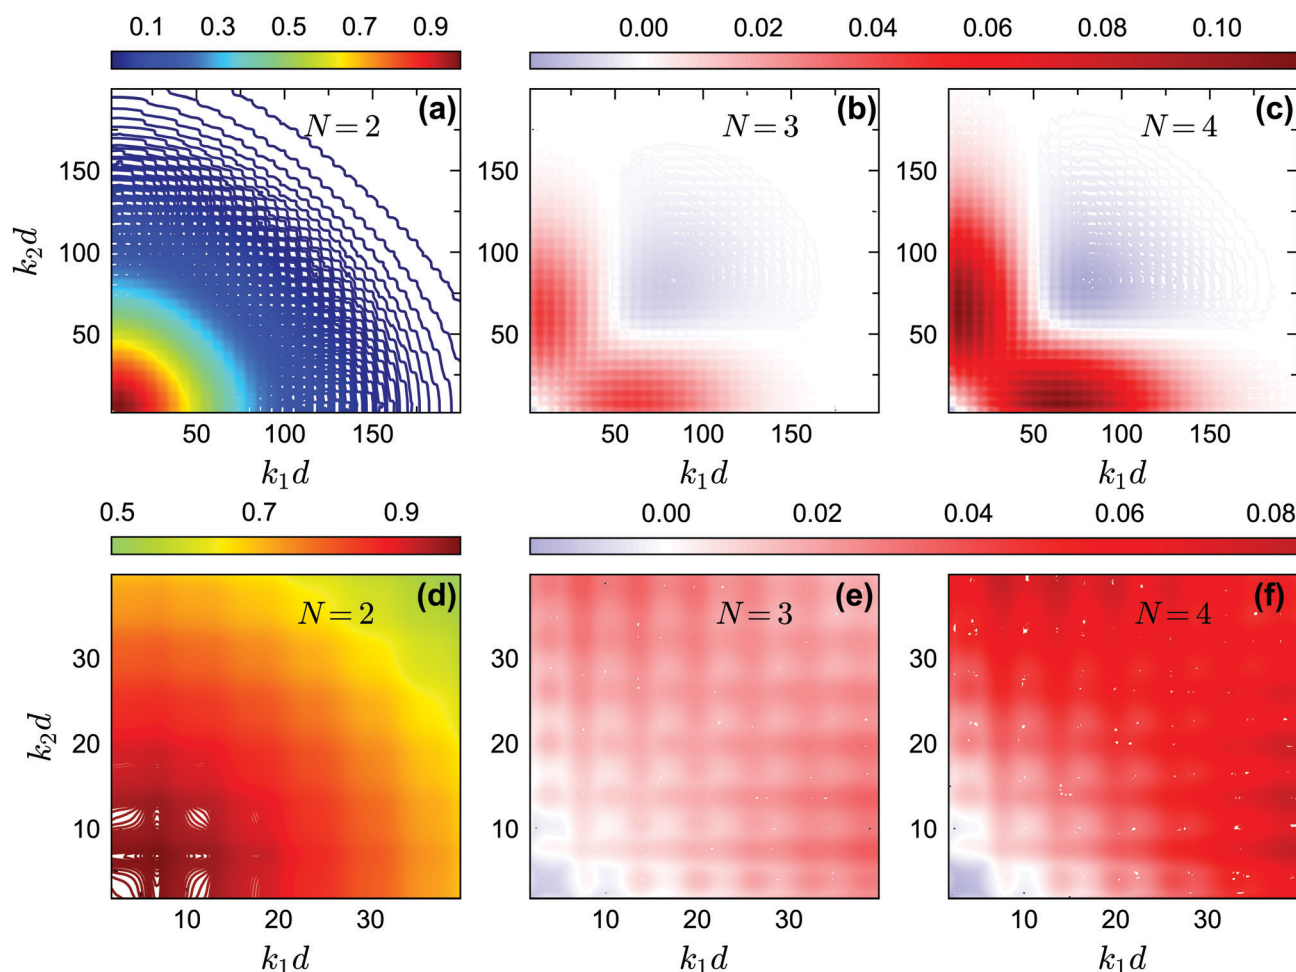 0.1 0.3 0.5 0.7 0.9
0.00 0.02 0.04 0.06 0.08 0.10
(a)
N = 2
150
100
50
k₂d
50 100 150
k₁d
(b)
N = 3
150
100
50
50 100 150
k₁d
(c)
N = 4
150
100
50
50 100 150
k₁d
0.5 0.7 0.9
0.00 0.02 0.04 0.06 0.08
(d)
N = 2
30
20
10
k₂d
10 20 30
k₁d
(e)
N = 3
30
20
10
10 20 30
k₁d
(f)
N = 4
30
20
10
10 20 30
k₁d